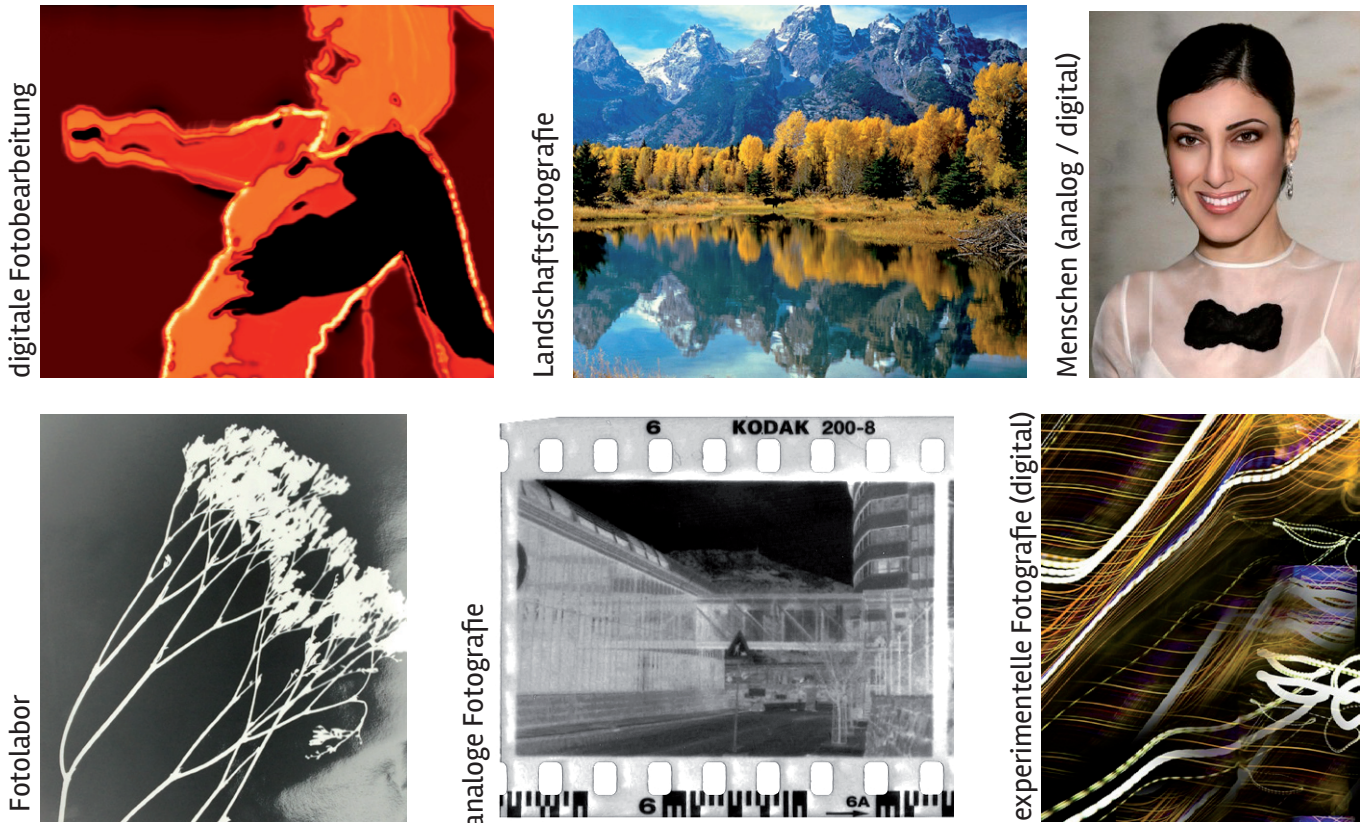 digitale Fotobearbeitung
Landschaftsfotografie
Menschen (analog / digital)
Fotolabor
analoge Fotografie
6 KODAK 200-8
6 6A
experimentelle Fotografie (digital)